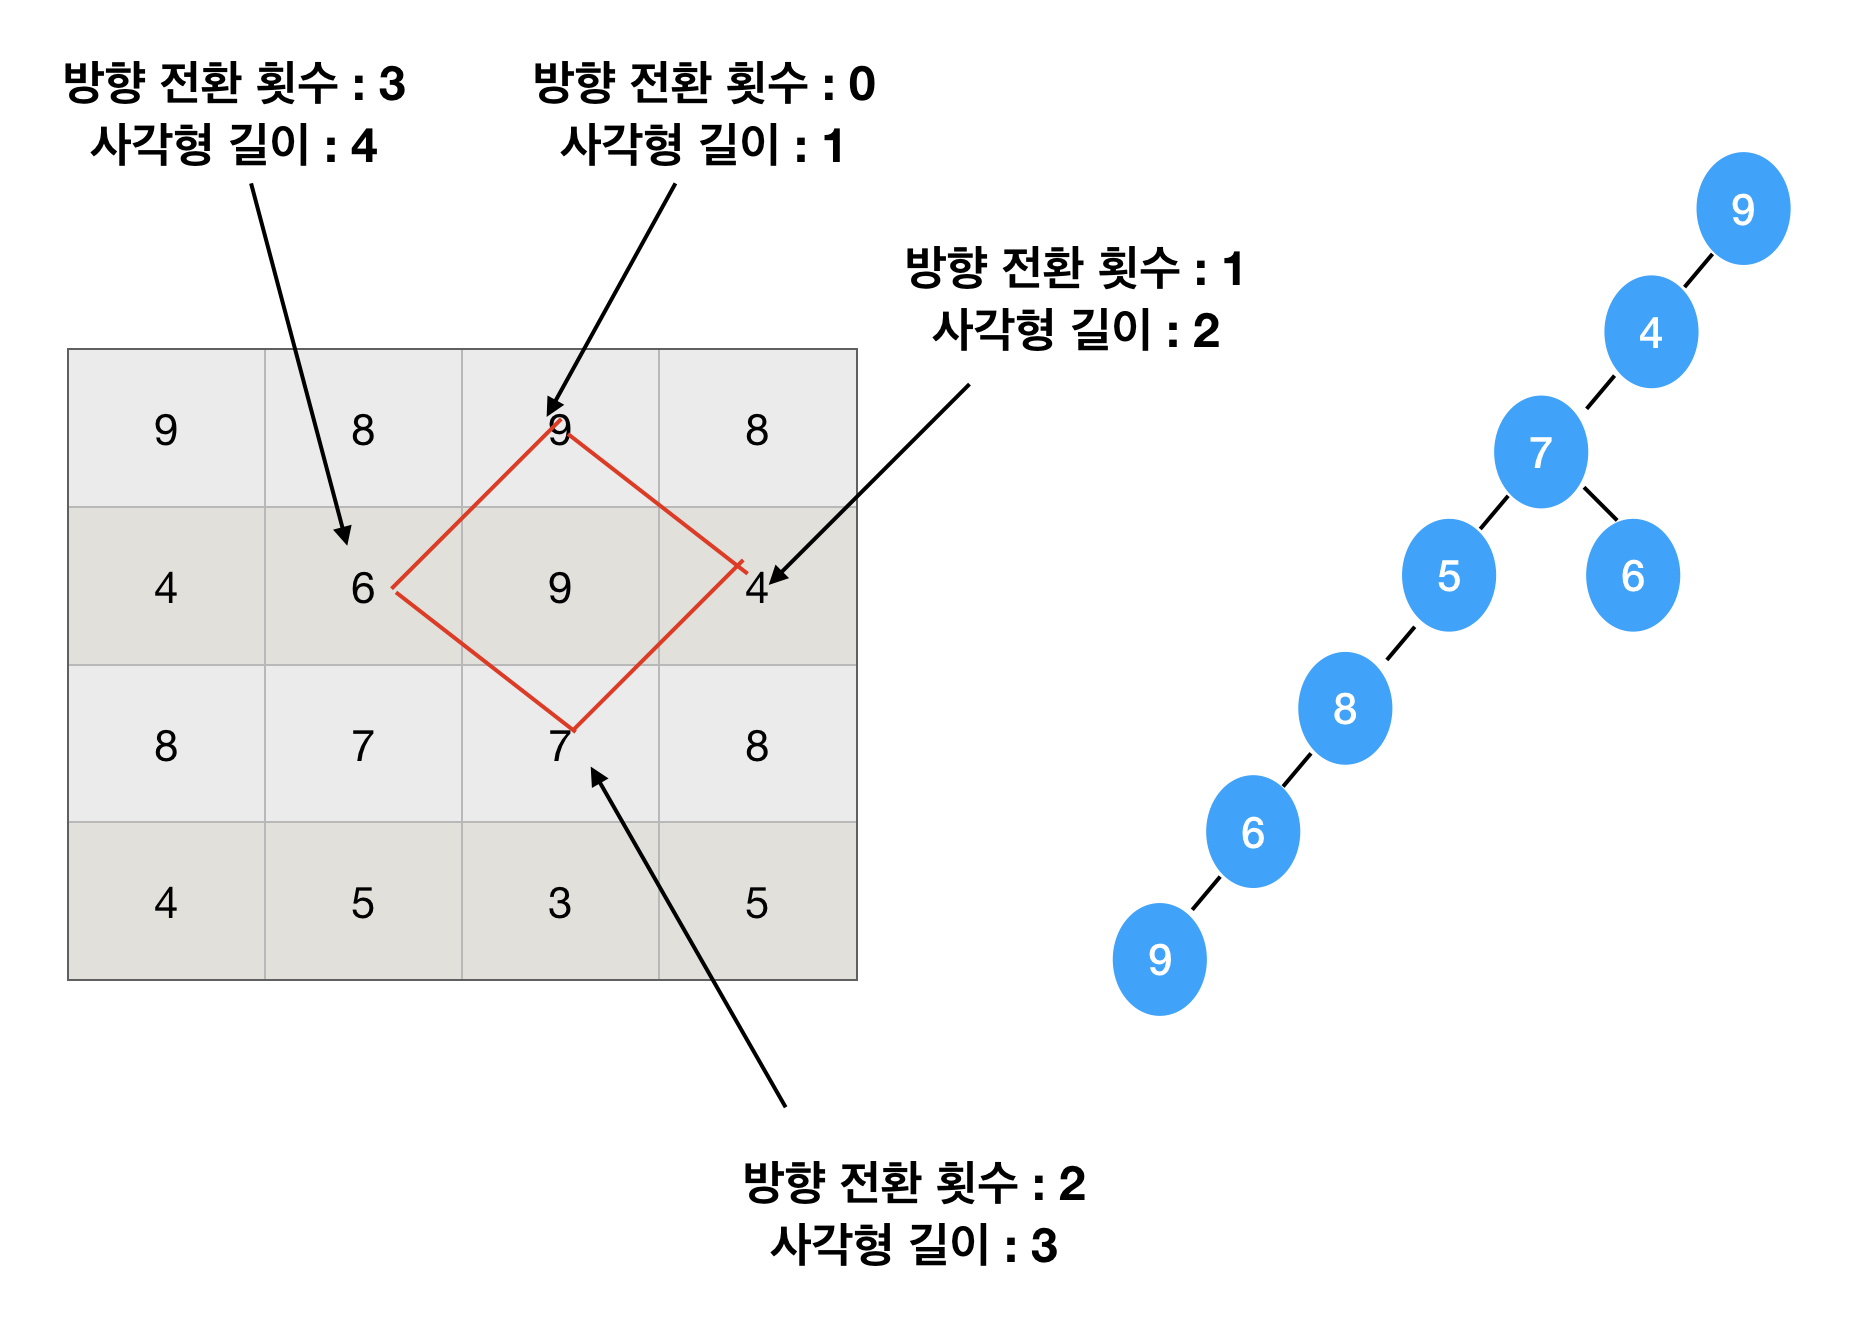 방향 전환 횟수 : 3
사각형 길이 : 4
방향 전환 횟수 : 0
사각형 길이 : 1
방향 전환 횟수 : 1
사각형 길이 : 2
9 8 9 8
4 6 9 4
8 7 7 8
4 5 3 5
방향 전환 횟수 : 2
사각형 길이 : 3
9
4
7
5 6
8
6
9